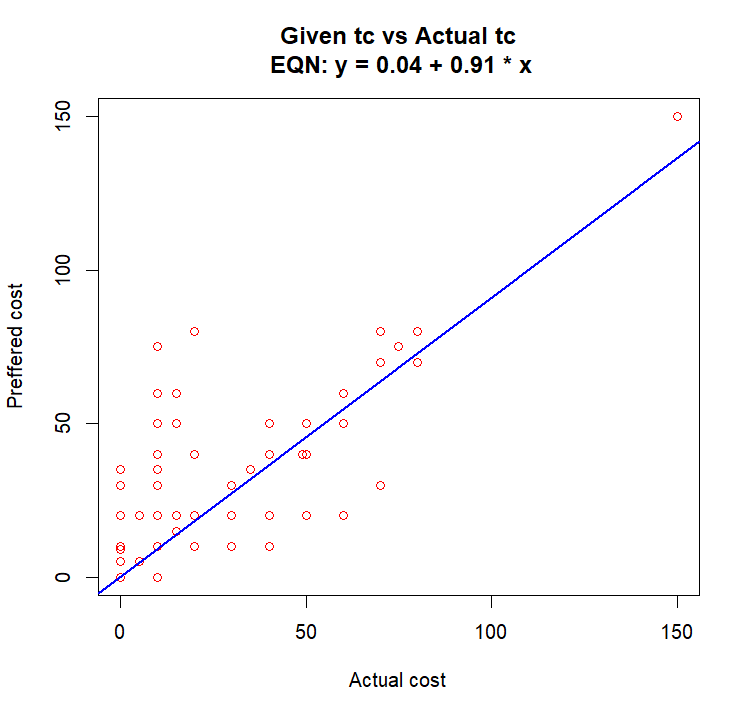 Given tc vs Actual tc
EQN: y = 0.04 + 0.91 * x
150
100
50
0
Preffered cost
0 50 100 150
Actual cost